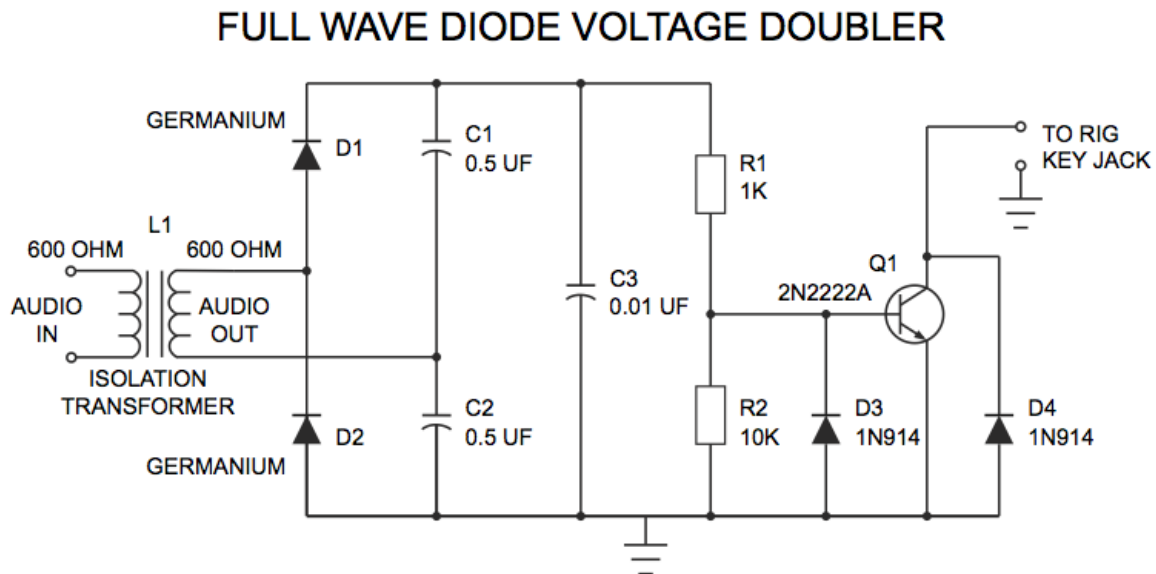 FULL WAVE DIODE VOLTAGE DOUBLER
GERMANIUM
D1
C1
0.5 UF
R1
1K
TO RIG
KEY JACK
L1
600 OHM
600 OHM
AUDIO
IN
AUDIO
OUT
ISOLATION
TRANSFORMER
C3
0.01 UF
Q1
2N2222A
D2
GERMANIUM
C2
0.5 UF
R2
10K
D3
1N914
D4
1N914